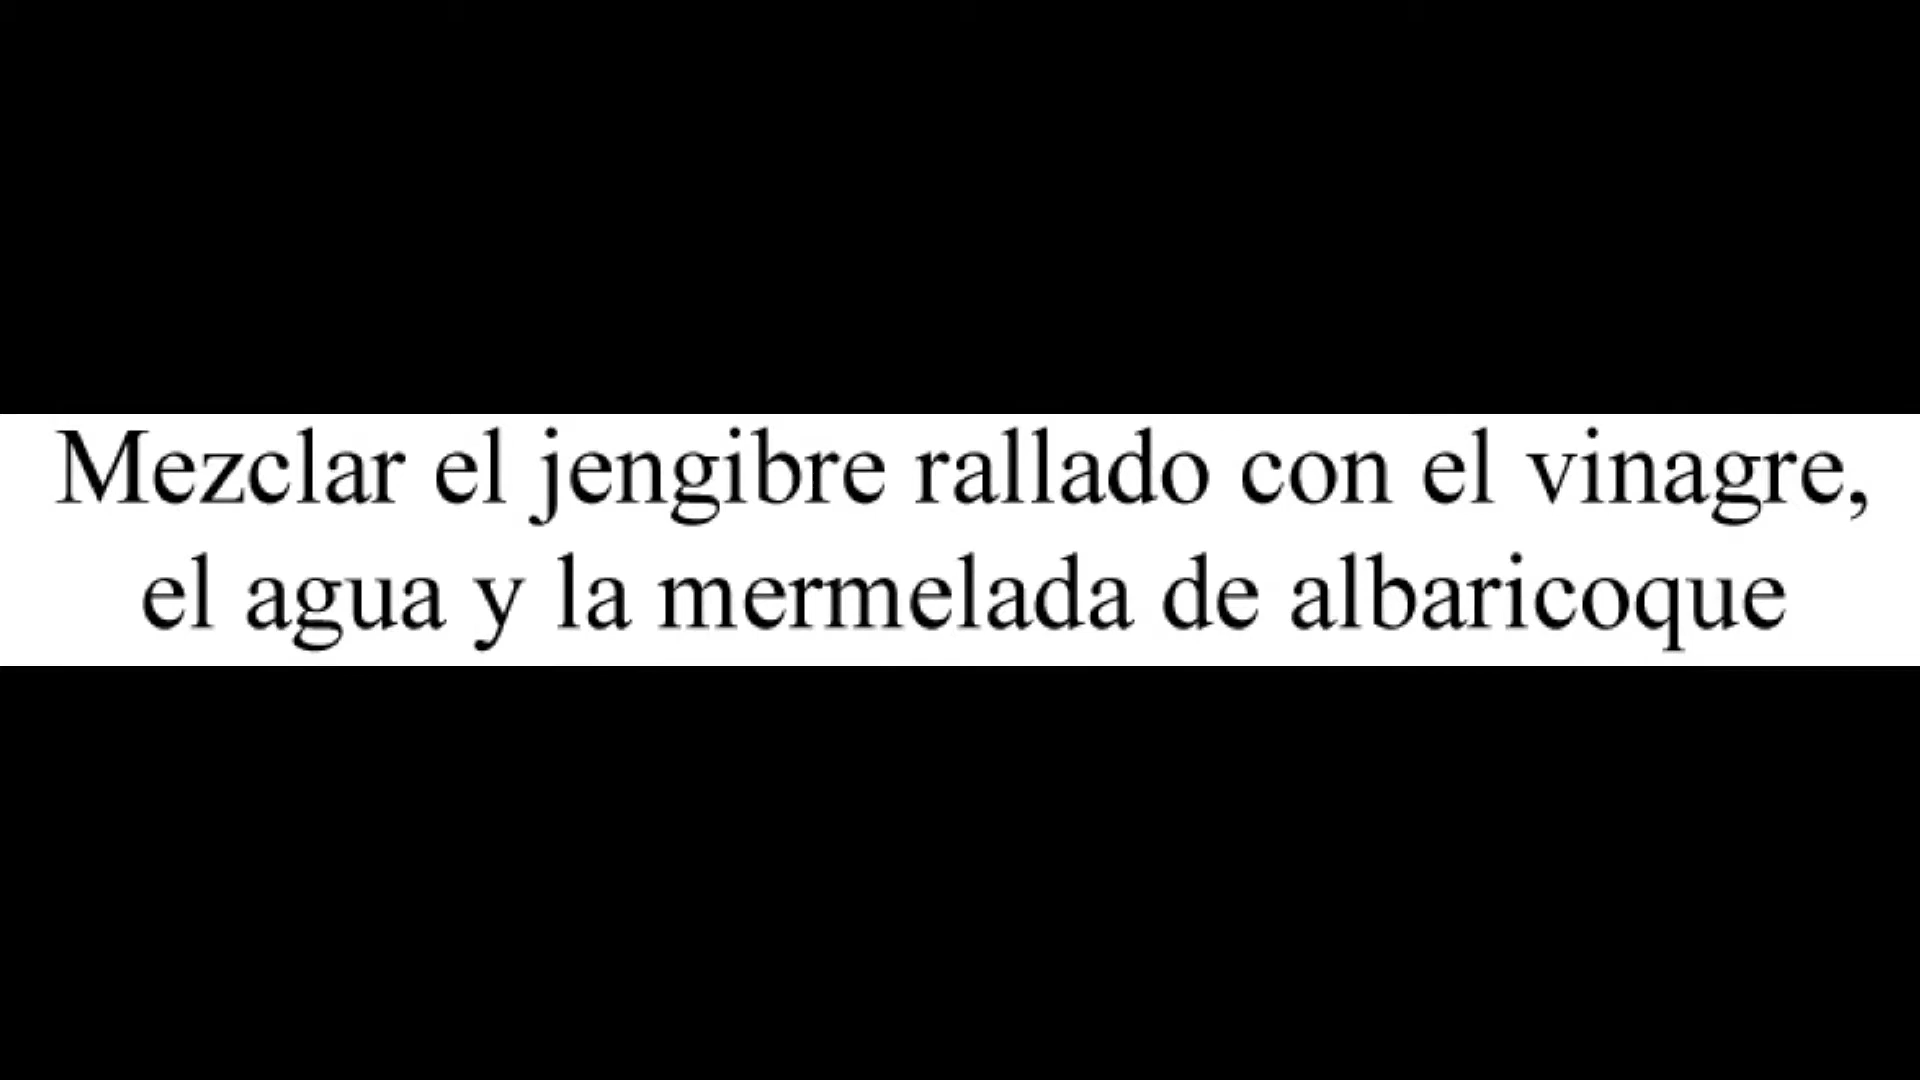 Mezclar el jengibre rallado con el vinagre,
el agua y la mermelada de albaricoque